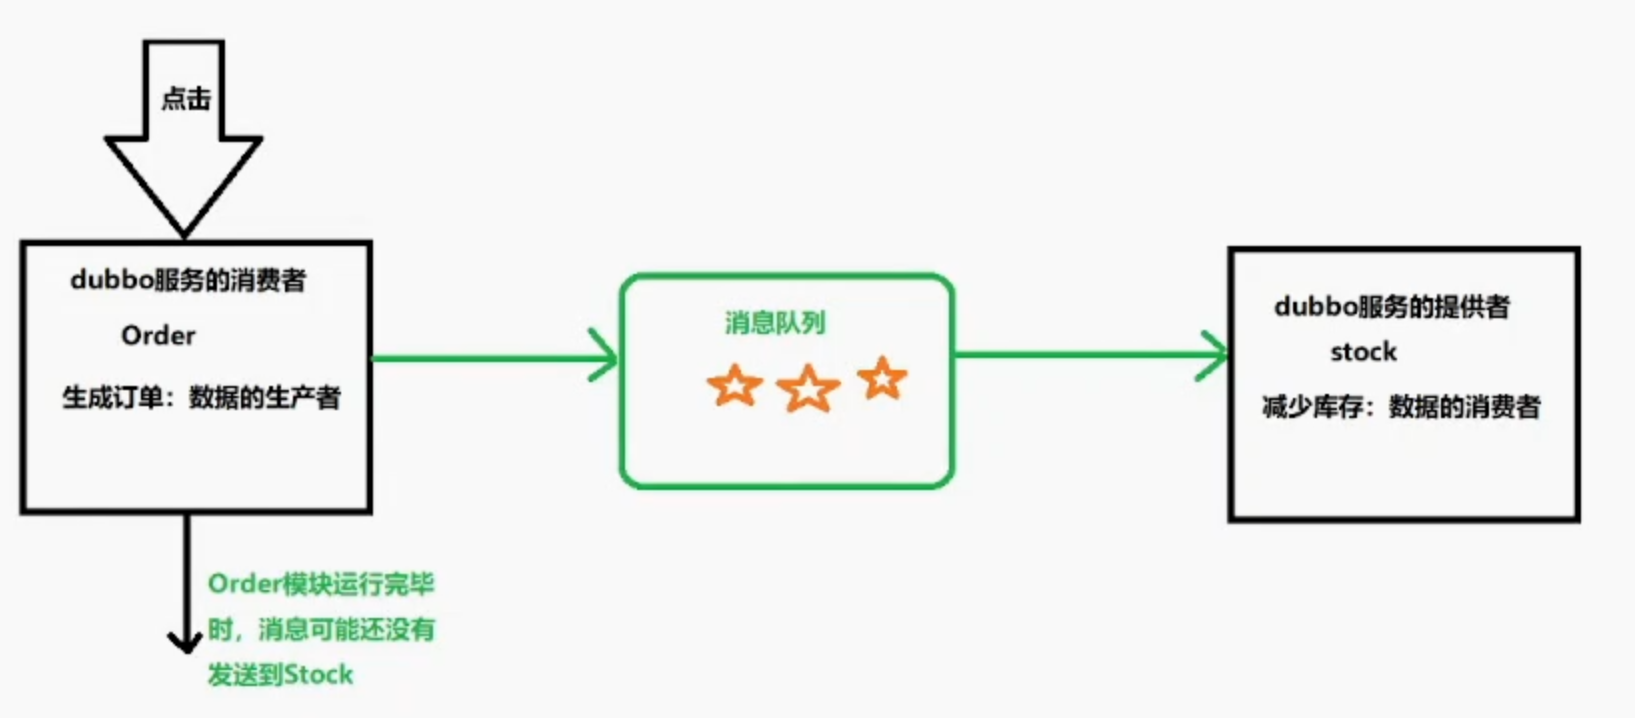 点击
dubbo服务的消费者
Order
生成订单：数据的生产者
消息队列
dubbo服务的提供者
stock
减少库存：数据的消费者
Order模块运行完毕
时，消息可能还没有
发送到Stock